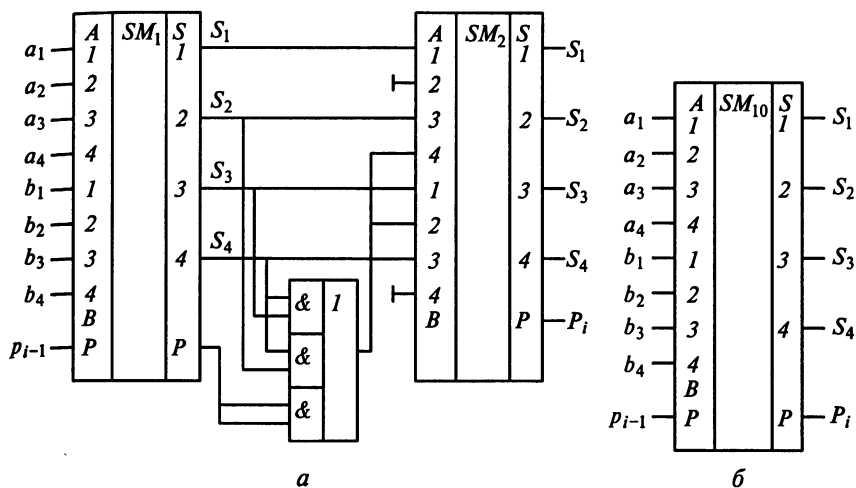 A SM₁ S
a₁ 1 1 S₁
a₂ 2
a₃ 3 2 S₂
a₄ 4
b₁ 1 3 S₃
b₂ 2
b₃ 3 4 S₄
b₄ 4
B
pᵢ₋₁ P P
& 1
&
&
A SM₂ S
1 1 S₁
2
3 2 S₂
4
1 3 S₃
2
3 4 S₄
4
B P Pᵢ
а
A SM₁₀ S
a₁ 1 1 S₁
a₂ 2
a₃ 3 2 S₂
a₄ 4
b₁ 1 3 S₃
b₂ 2
b₃ 3 4 S₄
b₄ 4
B
pᵢ₋₁ P P Pᵢ
б